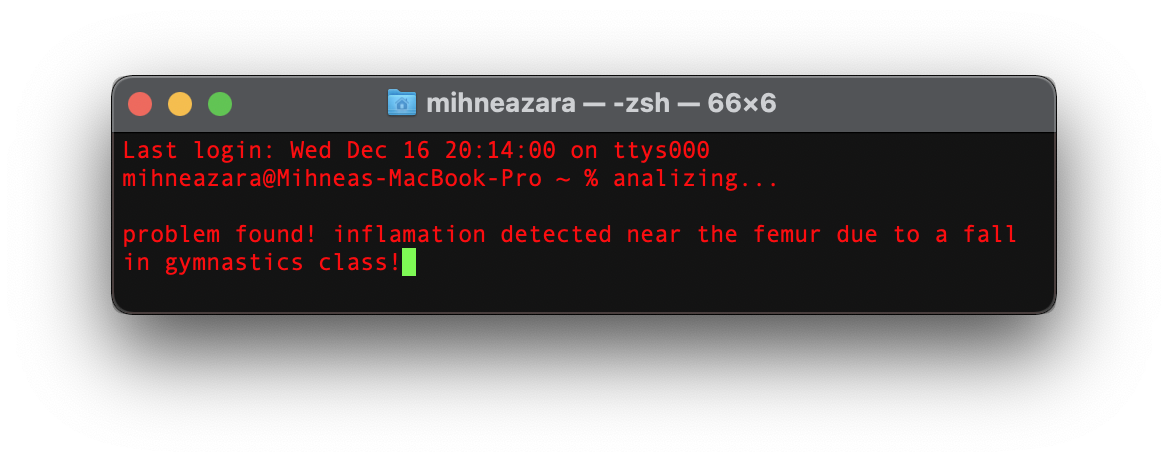 mihneazara — -zsh — 66×6
Last login: Wed Dec 16 20:14:00 on ttys000
mihneazara@Mihneas-MacBook-Pro ~ % analizing...
problem found! inflamation detected near the femur due to a fall
in gymnastics class!